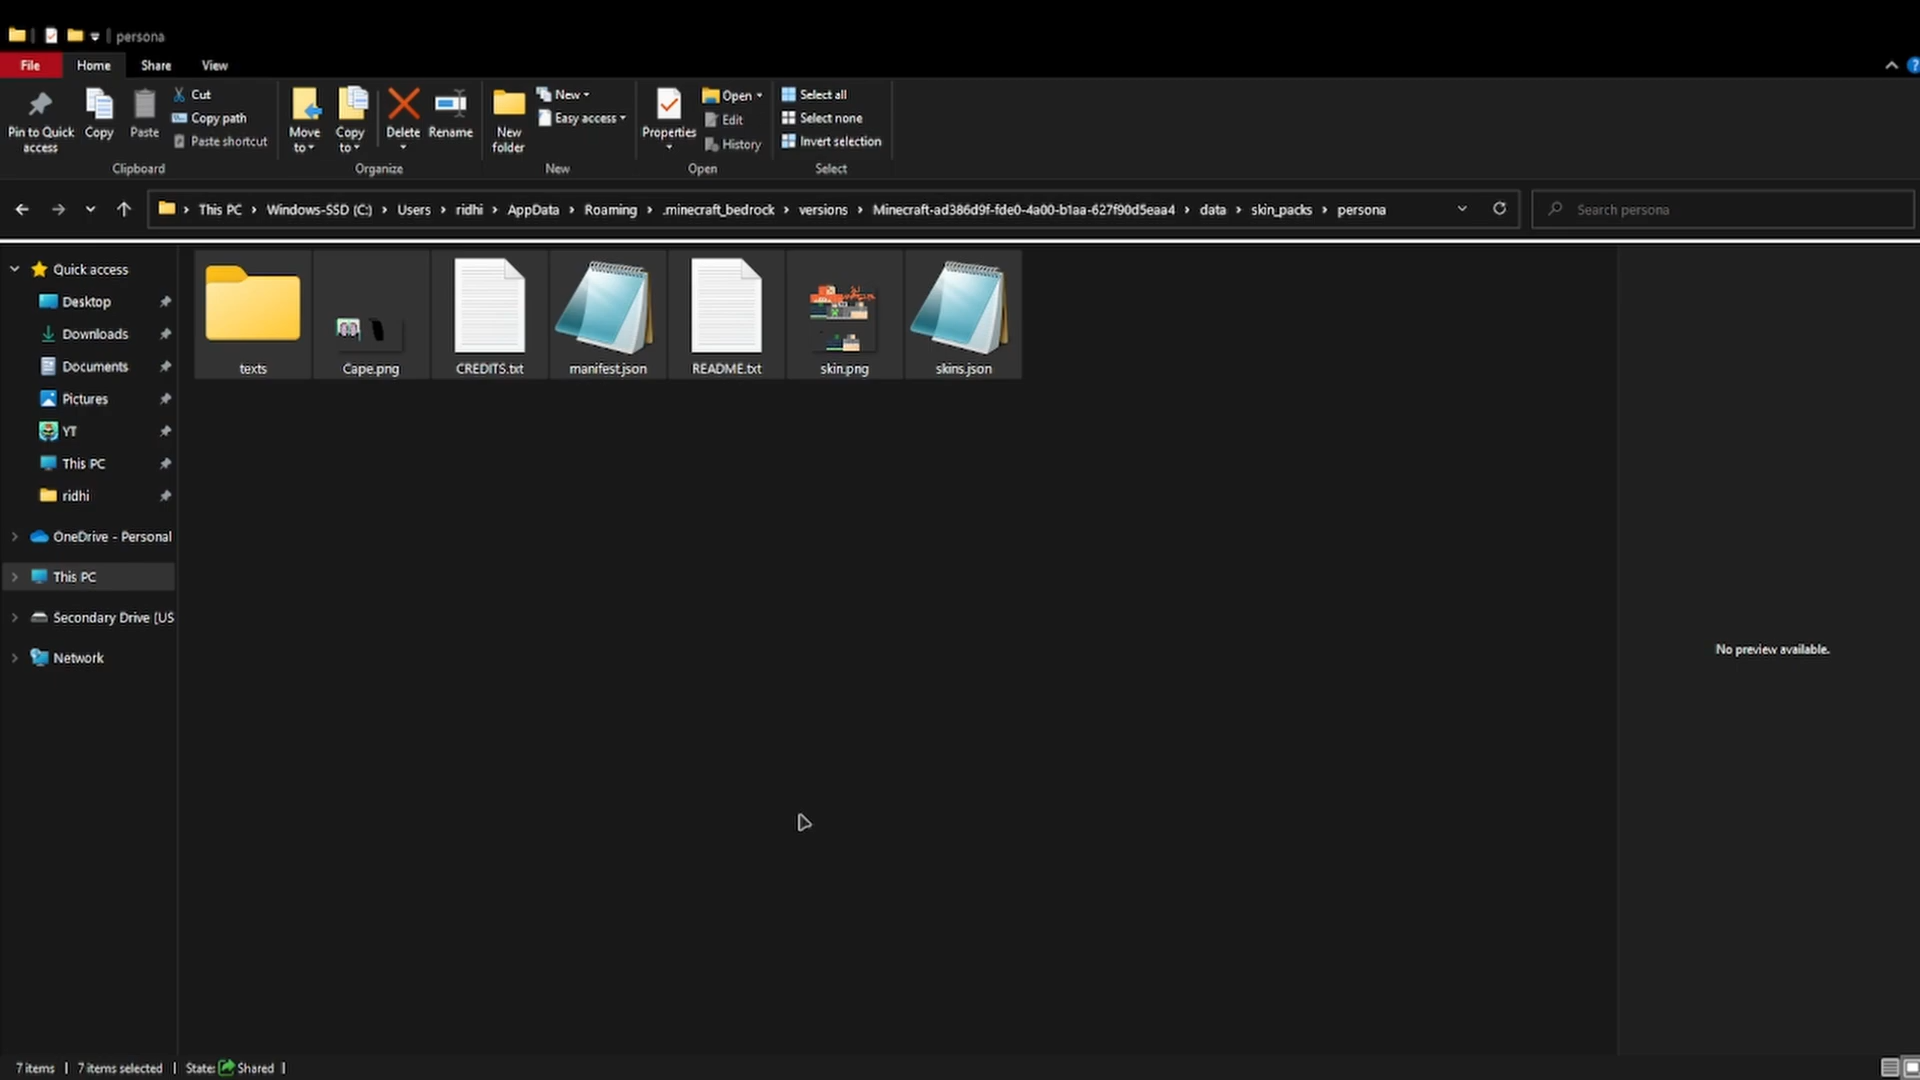 persona
File Home Share View
Pin to Quick access
Copy
Paste
Cut
Copy path
Paste shortcut
Clipboard
Move to
Copy to
Delete
Rename
Organize
New folder
New
Easy access
New
Properties
Open
Edit
History
Open
Select all
Select none
Invert selection
Select
This PC > Windows-SSD (C:) > Users > ridhi > AppData > Roaming > .minecraft_bedrock > versions > Minecraft-ad386d9f-fde0-4a00-b1aa-627f90d5eaa4 > data > skin_packs > persona
Search persona
Quick access
Desktop
Downloads
Documents
Pictures
YT
This PC
ridhi
OneDrive - Personal
This PC
Secondary Drive (US
Network
texts
Cape.png
CREDITS.txt
manifest.json
README.txt
skin.png
skins.json
No preview available.
7 items | 7 items selected | State: Shared |